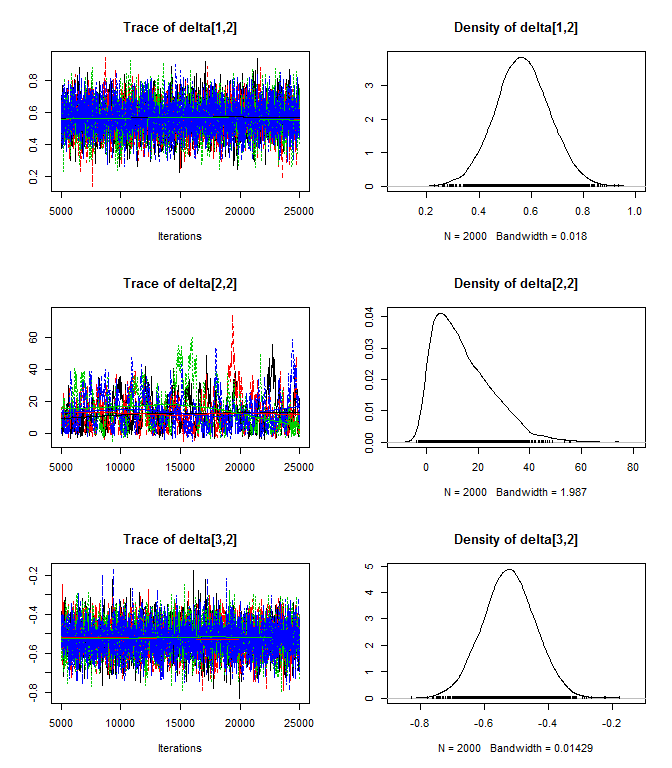 Trace of delta[1,2]
0.2 0.4 0.6 0.8
5000 10000 15000 20000 25000
Iterations
Density of delta[1,2]
0 1 2 3
0.2 0.4 0.6 0.8 1.0
N = 2000 Bandwidth = 0.018
Trace of delta[2,2]
0 20 40 60
5000 10000 15000 20000 25000
Iterations
Density of delta[2,2]
0.00 0.01 0.02 0.03 0.04
0 20 40 60 80
N = 2000 Bandwidth = 1.987
Trace of delta[3,2]
-0.8 -0.6 -0.4 -0.2
5000 10000 15000 20000 25000
Iterations
Density of delta[3,2]
0 1 2 3 4 5
-0.8 -0.6 -0.4 -0.2
N = 2000 Bandwidth = 0.01429